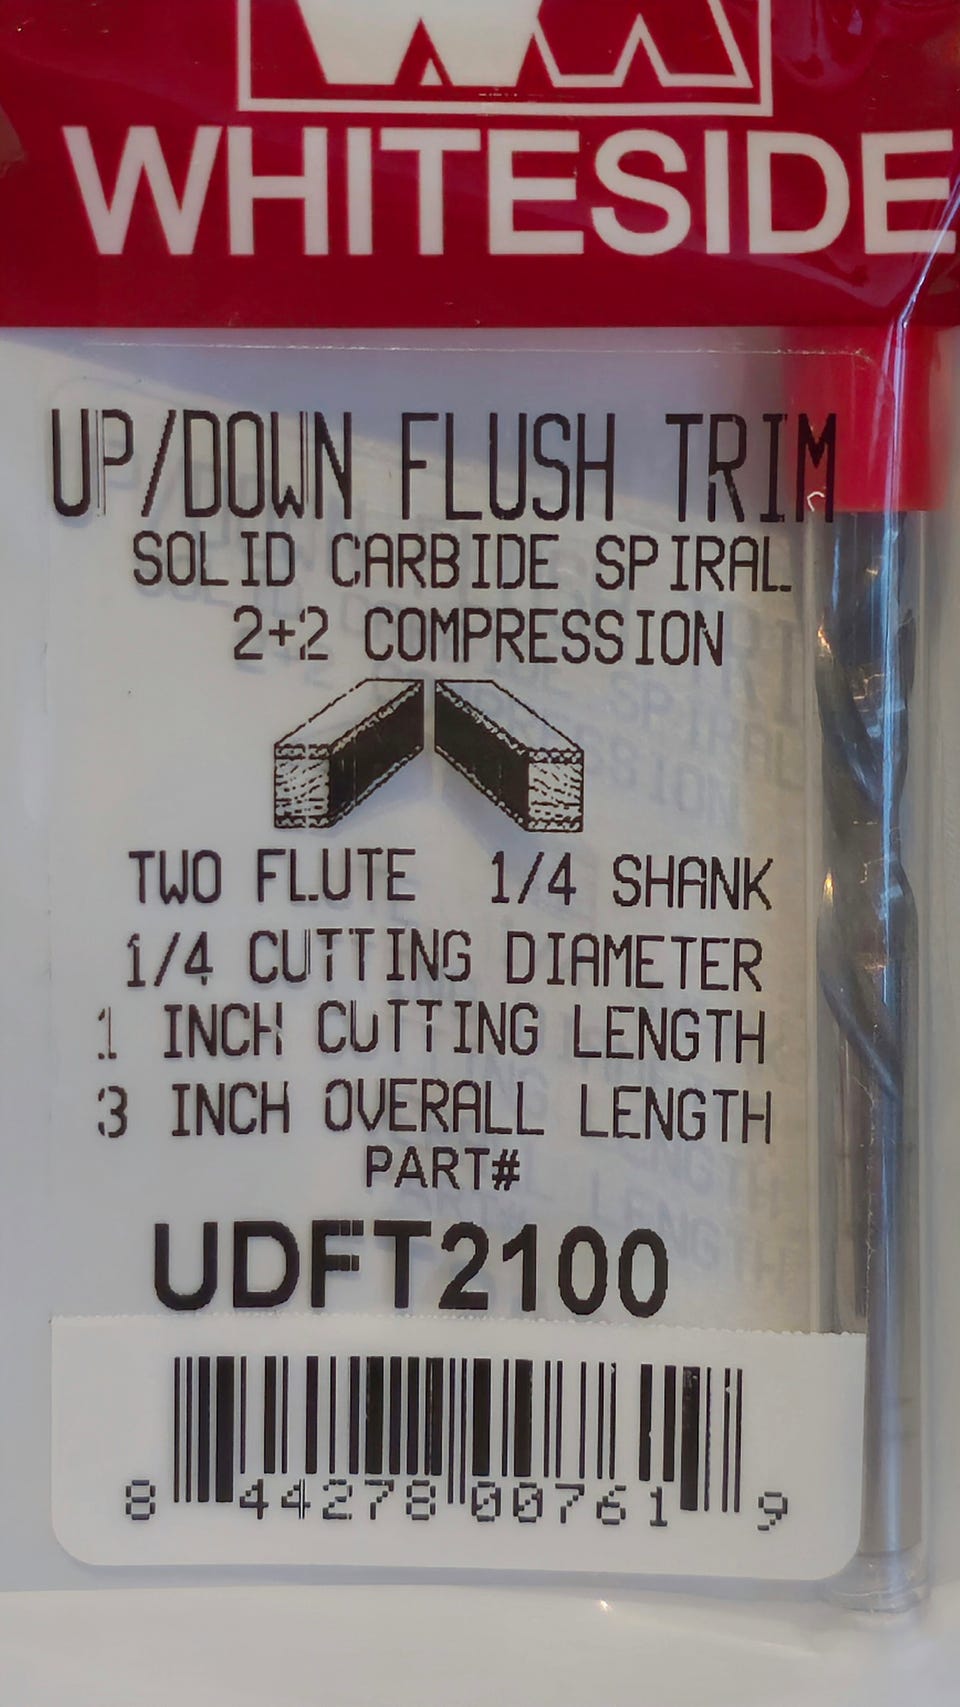 WHITESIDE
UP/DOWN FLUSH TRIM
SOLID CARBIDE SPIRAL
2+2 COMPRESSION
TWO FLUTE 1/4 SHANK
1/4 CUTTING DIAMETER
1 INCH CUTTING LENGTH
3 INCH OVERALL LENGTH
PART#
UDFT2100
8 44278 00761 9